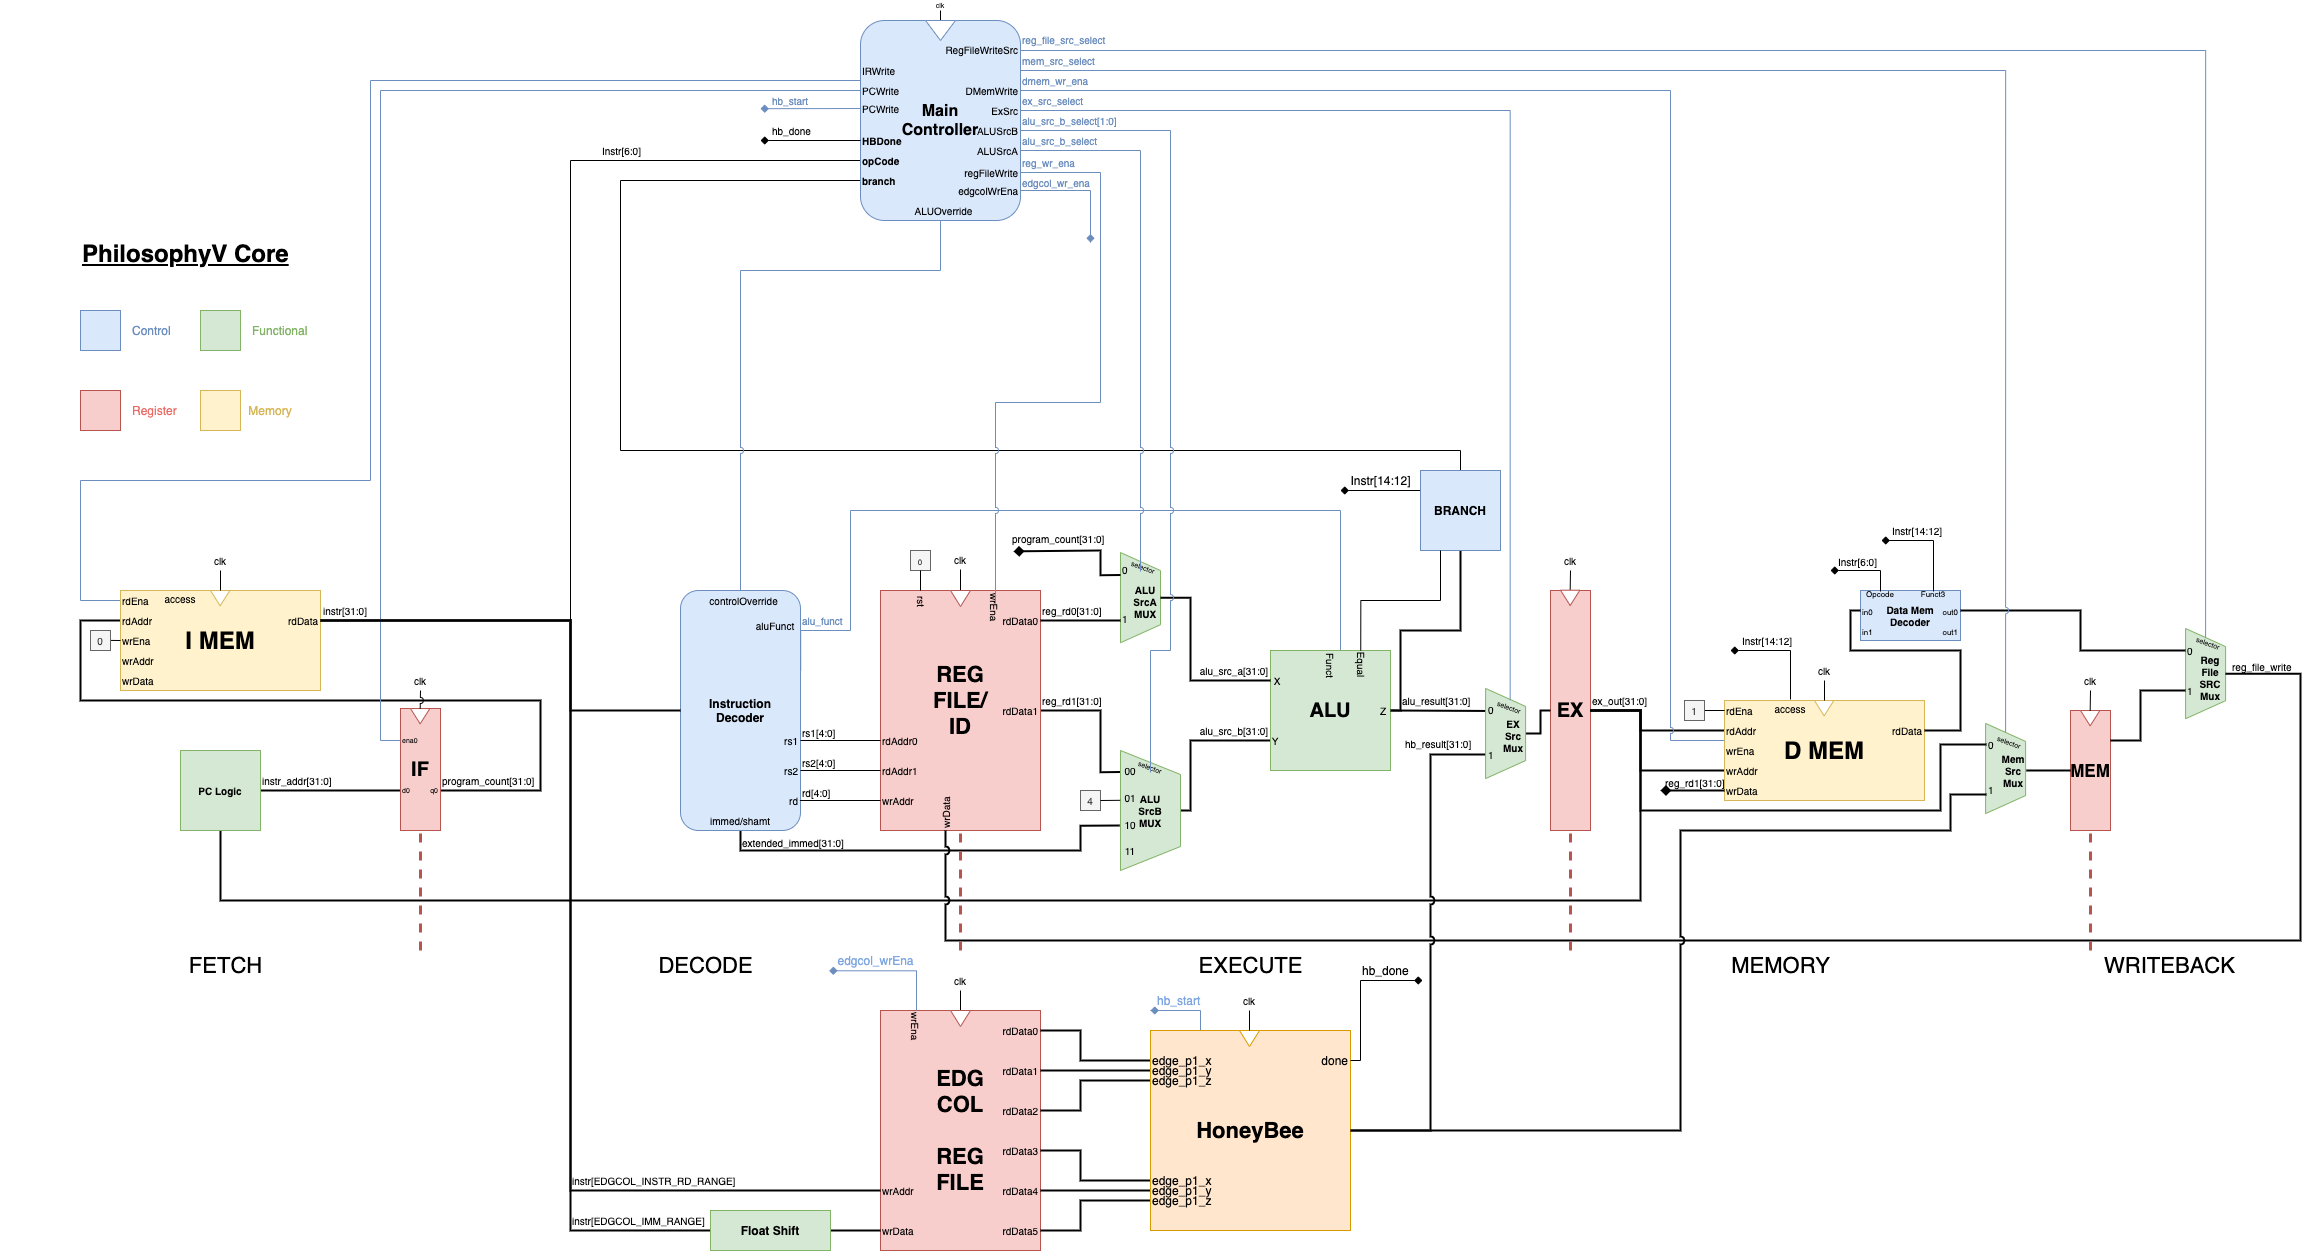 clk
RegFileWriteSrc
reg_file_src_select
mem_src_select
IRWrite
dmem_wr_ena
PCWrite
DMemWrite
hb_start
PCWrite
Main
Controller
ExSrc
ex_src_select
alu_src_b_select[1:0]
hb_done
HBDone
ALUSrcB
alu_src_b_select
Instr[6:0]
opCode
ALUSrcA
reg_wr_ena
branch
regFileWrite
edgcol_wr_ena
edgcolWrEna
ALUOverride
PhilosophyV Core
Control
Functional
Register
Memory
Instr[14:12]
BRANCH
program_count[31:0]
Instr[14:12]
clk
0
clk
clk
Instr[6:0]
rdEna
access
rdAddr
wrEna
wrAddr
wrData
I MEM
rdData
0
instr[31:0]
controlOverride
aluFunct
alu_funct
Instruction
Decoder
rs1
rs2
rd
immed/shamt
rs1[4:0]
rs2[4:0]
rd[4:0]
extended_immed[31:0]
rst
wrEna
rdData0
REG
FILE/
ID
rdData1
rdAddr0
rdAddr1
wrAddr
wrData
reg_rd0[31:0]
reg_rd1[31:0]
0
selector
ALU
SrcA
MUX
1
selector
00
01
ALU
SrcB
MUX
10
11
4
alu_src_a[31:0]
alu_src_b[31:0]
Funct
Equal
X
ALU
Z
Y
alu_result[31:0]
hb_result[31:0]
selector
0
EX
Src
Mux
1
EX
ex_out[31:0]
Opcode
Funct3
in0
Data Mem
Decoder
out0
in1
out1
Instr[14:12]
clk
1
rdEna
access
rdAddr
rdData
wrEna
D MEM
wrAddr
reg_rd1[31:0]
wrData
selector
0
Mem
Src
Mux
1
clk
MEM
selector
0
Reg
File
SRC
Mux
1
reg_file_write
clk
ena0
IF
d0
q0
PC Logic
instr_addr[31:0]
program_count[31:0]
FETCH
DECODE
EXECUTE
MEMORY
WRITEBACK
edgcol_wrEna
clk
hb_start
clk
hb_done
wrEna
rdData0
EDG
COL
rdData1
rdData2
REG
FILE
rdData3
rdData4
rdData5
wrAddr
wrData
edge_p1_x
edge_p1_y
edge_p1_z
done
HoneyBee
edge_p1_x
edge_p1_y
edge_p1_z
instr[EDGCOL_INSTR_RD_RANGE]
instr[EDGCOL_IMM_RANGE]
Float Shift